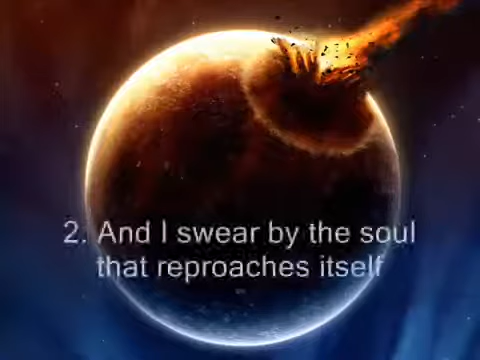 2. And I swear by the soul
that reproaches itself